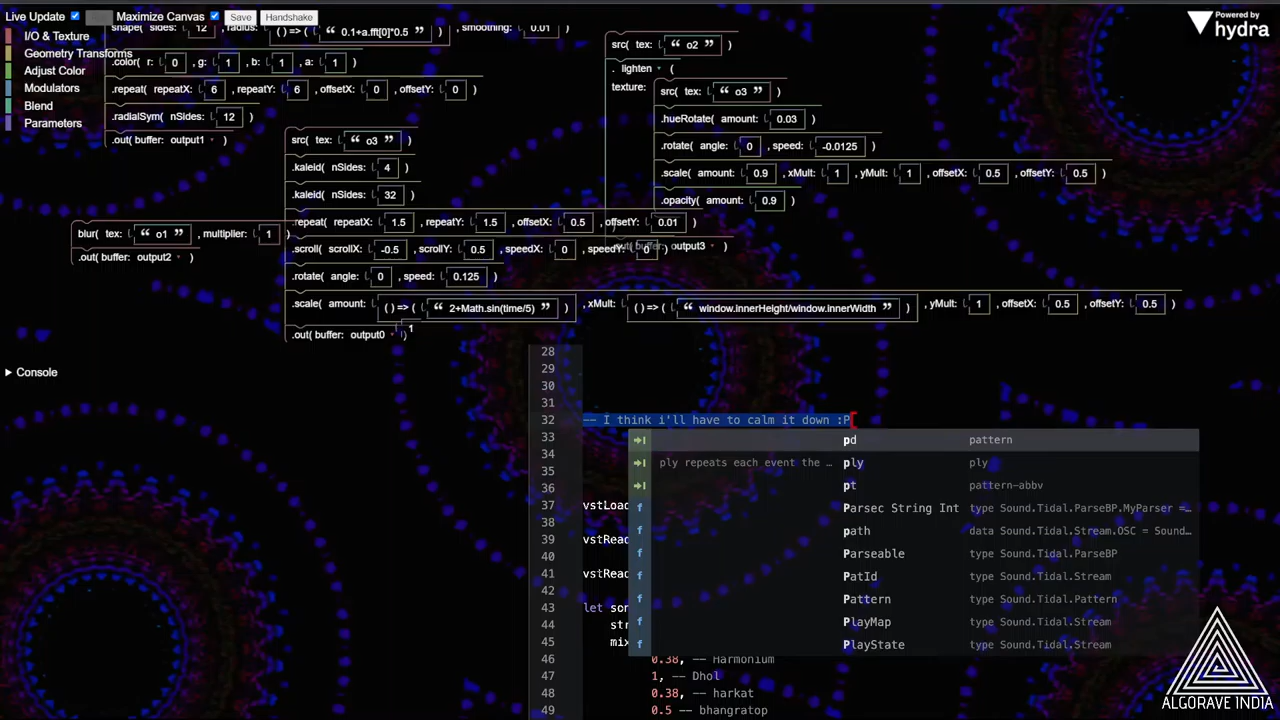 Live Update Maximize Canvas Save Handshake
Powered by
hydra
I/O & Texture
Geometry Transforms
Adjust Color
Modulators
Blend
Parameters
shape( sides: 12 , radius: ( ) => ( “ 0.1+a.fft[0]*0.5 ” ) , smoothing: 0.01 )
.color( r: 0 , g: 1 , b: 1 , a: 1 )
.repeat( repeatX: 6 , repeatY: 6 , offsetX: 0 , offsetY: 0 )
.radialSym( nSides: 12 )
.out( buffer: output1 )
src( tex: “ o2 ” )
. lighten (
texture:
src( tex: “ o3 ” )
.hueRotate( amount: 0.03 )
.rotate( angle: 0 , speed: -0.0125 )
.scale( amount: 0.9 , xMult: 1 , yMult: 1 , offsetX: 0.5 , offsetY: 0.5 )
.opacity( amount: 0.9 )
.out( buffer: output3 )
src( tex: “ o3 ” )
.kaleid( nSides: 4 )
.kaleid( nSides: 32 )
.repeat( repeatX: 1.5 , repeatY: 1.5 , offsetX: 0.5 , offsetY: 0.01 )
.scroll( scrollX: -0.5 , scrollY: 0.5 , speedX: 0 , speedY: 0 )
.rotate( angle: 0 , speed: 0.125 )
.scale( amount: ( ) => ( “ 2+Math.sin(time/5) ” ) , xMult: ( ) => ( “ window.innerHeight/window.innerWidth ” ) , yMult: 1 , offsetX: 0.5 , offsetY: 0.5 )
.out( buffer: output0 )
1
blur( tex: “ o1 ” , multiplier: 1 )
.out( buffer: output2 )
Console
28
29
30
31
32 -- I think i'll have to calm it down :P
33
34
35
36
37 vstLoad
38
39 vstRead
40
41 vstRead
42
43 let son
44 str
45 mix
46 0.38, -- Harmonium
47 1, -- Dhol
48 0.38, -- harkat
49 0.5 -- bhangratop
pd pattern
ply repeats each event the … ply ply
pt pattern-abbv
f Parsec String Int type Sound.Tidal.ParseBP.MyParser =…
f path data Sound.Tidal.Stream.OSC = Sound…
f Parseable type Sound.Tidal.ParseBP
f PatId type Sound.Tidal.Stream
f Pattern type Sound.Tidal.Pattern
f PlayMap type Sound.Tidal.Stream
f PlayState type Sound.Tidal.Stream
ALGORAVE INDIA